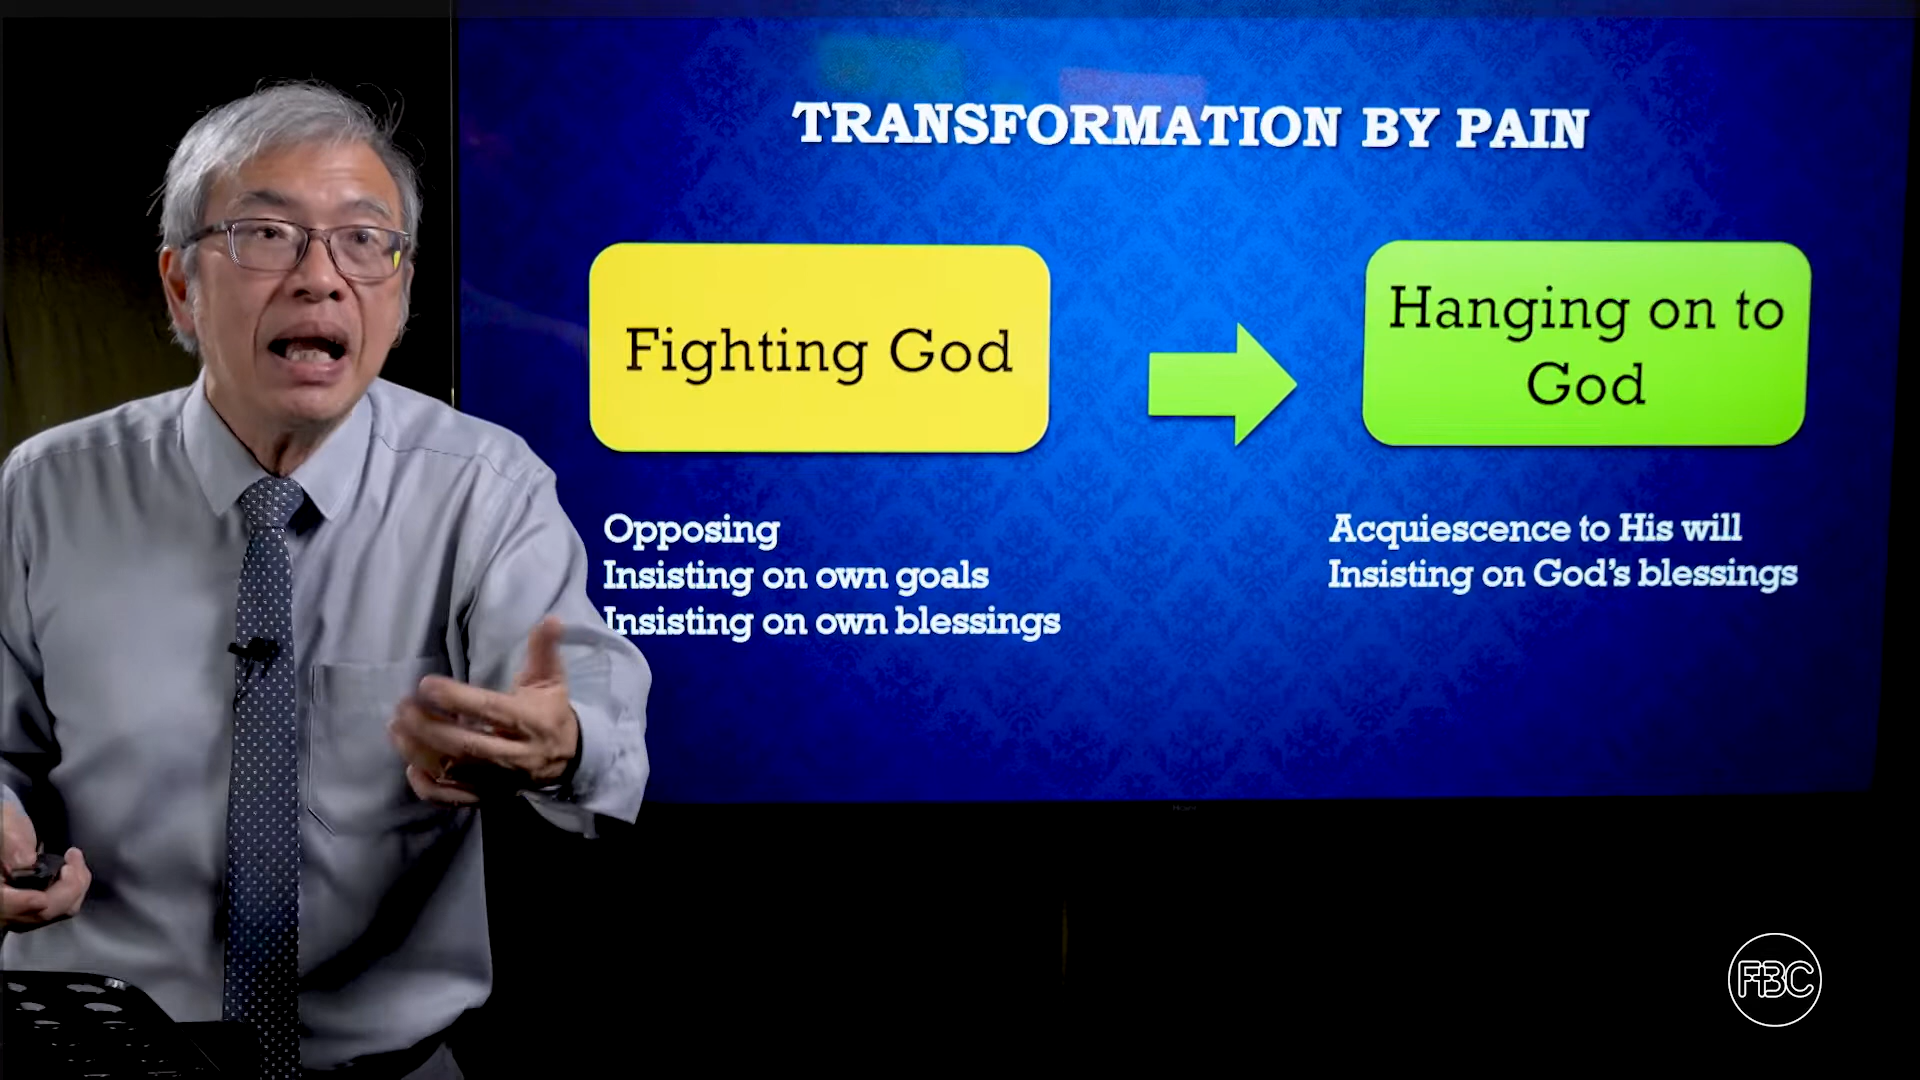 TRANSFORMATION BY PAIN
Fighting God
Hanging on to
God
Opposing
Insisting on own goals
Insisting on own blessings
Acquiescence to His will
Insisting on God's blessings
FBC